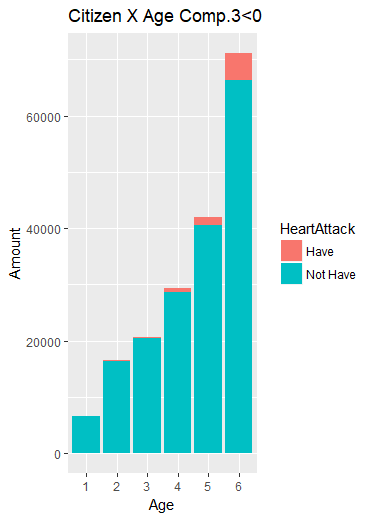 Citizen X Age Comp.3<0
Amount
60000
40000
20000
0
1 2 3 4 5 6
Age
HeartAttack
Have
Not Have